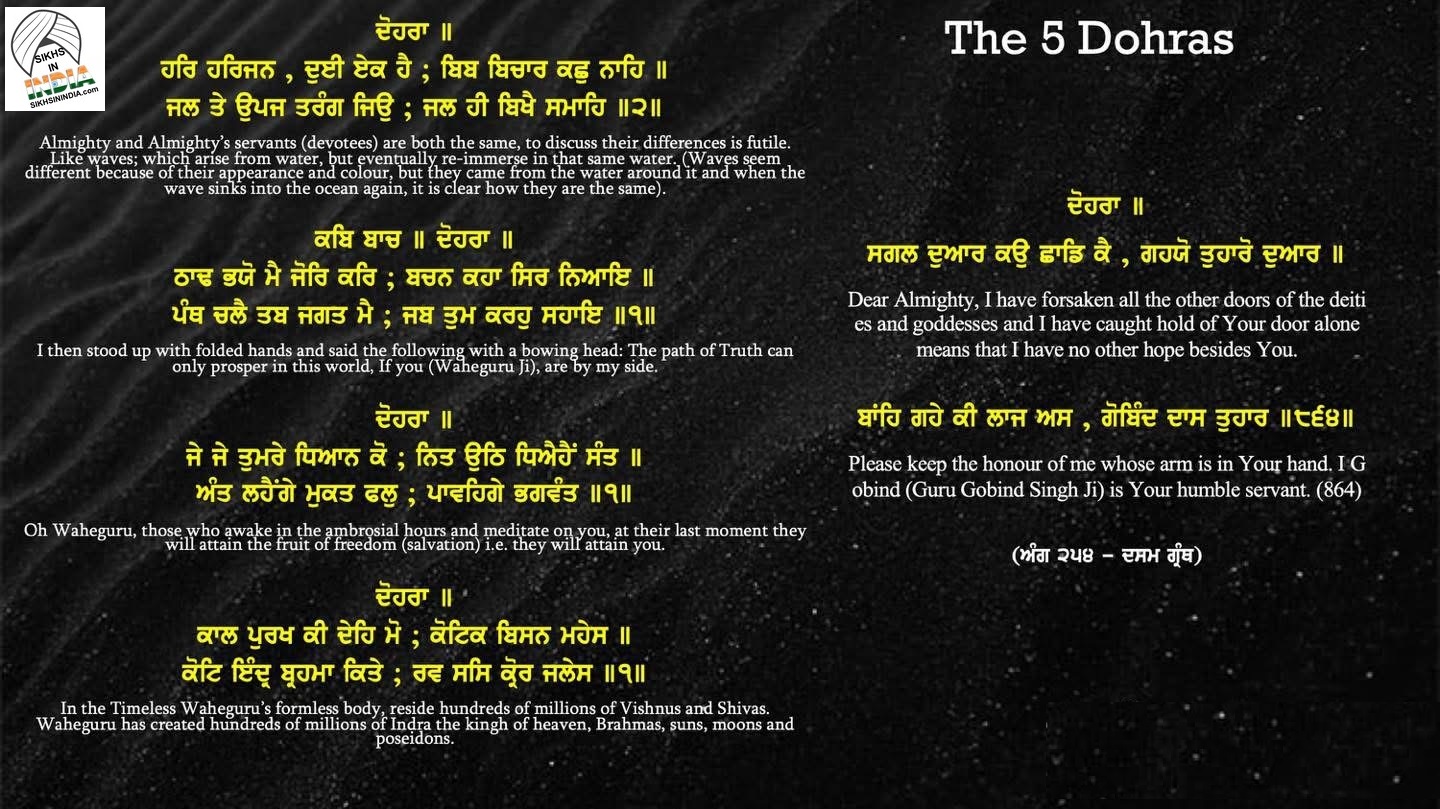 SIKHS
IN
INDIA
SIKHSININDIA.com
The 5 Dohras
ਦੋਹਰਾ ॥
ਹਰਿ ਹਰਿਜਨ , ਦੁਈ ਏਕ ਹੈ ; ਬਿਬ ਬਿਚਾਰ ਕਛੁ ਨਾਹਿ ॥
ਜਲ ਤੇ ਉਪਜ ਤਰੰਗ ਜਿਉ ; ਜਲ ਹੀ ਬਿਖੈ ਸਮਾਹਿ ॥੨॥
Almighty and Almighty’s servants (devotees) are both the same, to discuss their differences is futile.
Like waves; which arise from water, but eventually re-immerse in that same water. (Waves seem
different because of their appearance and colour, but they came from the water around it and when the
wave sinks into the ocean again, it is clear how they are the same).
ਕਬਿ ਬਾਚ ॥ ਦੋਹਰਾ ॥
ਠਾਢ ਭਯੋ ਮੈ ਜੋਰਿ ਕਰਿ ; ਬਚਨ ਕਹਾ ਸਿਰ ਨਿਆਇ ॥
ਪੰਥ ਚਲੈ ਤਬ ਜਗਤ ਮੈ ; ਜਬ ਤੁਮ ਕਰਹੁ ਸਹਾਇ ॥੧॥
I then stood up with folded hands and said the following with a bowing head: The path of Truth can
only prosper in this world, If you (Waheguru Ji), are by my side.
ਦੋਹਰਾ ॥
ਜੇ ਜੇ ਤੁਮਰੇ ਧਿਆਨ ਕੋ ; ਨਿਤ ਉਠਿ ਧਿਐਹੈਂ ਸੰਤ ॥
ਅੰਤ ਲਹੈਂਗੇ ਮੁਕਤ ਫਲੁ ; ਪਾਵਹਿਗੇ ਭਗਵੰਤ ॥੧॥
Oh Waheguru, those who awake in the ambrosial hours and meditate on you, at their last moment they
will attain the fruit of freedom (salvation) i.e. they will attain you.
ਦੋਹਰਾ ॥
ਕਾਲ ਪੁਰਖ ਕੀ ਦੇਹਿ ਮੋ ; ਕੋਟਿਕ ਬਿਸਨ ਮਹੇਸ ॥
ਕੋਟਿ ਇੰਦ੍ਰ ਬ੍ਰਹਮਾ ਕਿਤੇ ; ਰਵ ਸਸਿ ਕ੍ਰੋਰ ਜਲੇਸ ॥੧॥
In the Timeless Waheguru’s formless body, reside hundreds of millions of Vishnus and Shivas.
Waheguru has created hundreds of millions of Indra the kingh of heaven, Brahmas, suns, moons and
poseidons.
ਦੋਹਰਾ ॥
ਸਗਲ ਦੁਆਰ ਕਉ ਛਾਡਿ ਕੈ , ਗਹਯੋ ਤੁਹਾਰੋ ਦੁਆਰ ॥
Dear Almighty, I have forsaken all the other doors of the deiti
es and goddesses and I have caught hold of Your door alone
means that I have no other hope besides You.
ਬਾਂਹਿ ਗਹੇ ਕੀ ਲਾਜ ਅਸ , ਗੋਬਿੰਦ ਦਾਸ ਤੁਹਾਰ ॥੮੬੪॥
Please keep the honour of me whose arm is in Your hand. I G
obind (Guru Gobind Singh Ji) is Your humble servant. (864)
(ਅੰਗ ੨੫੪ – ਦਸਮ ਗ੍ਰੰਥ)